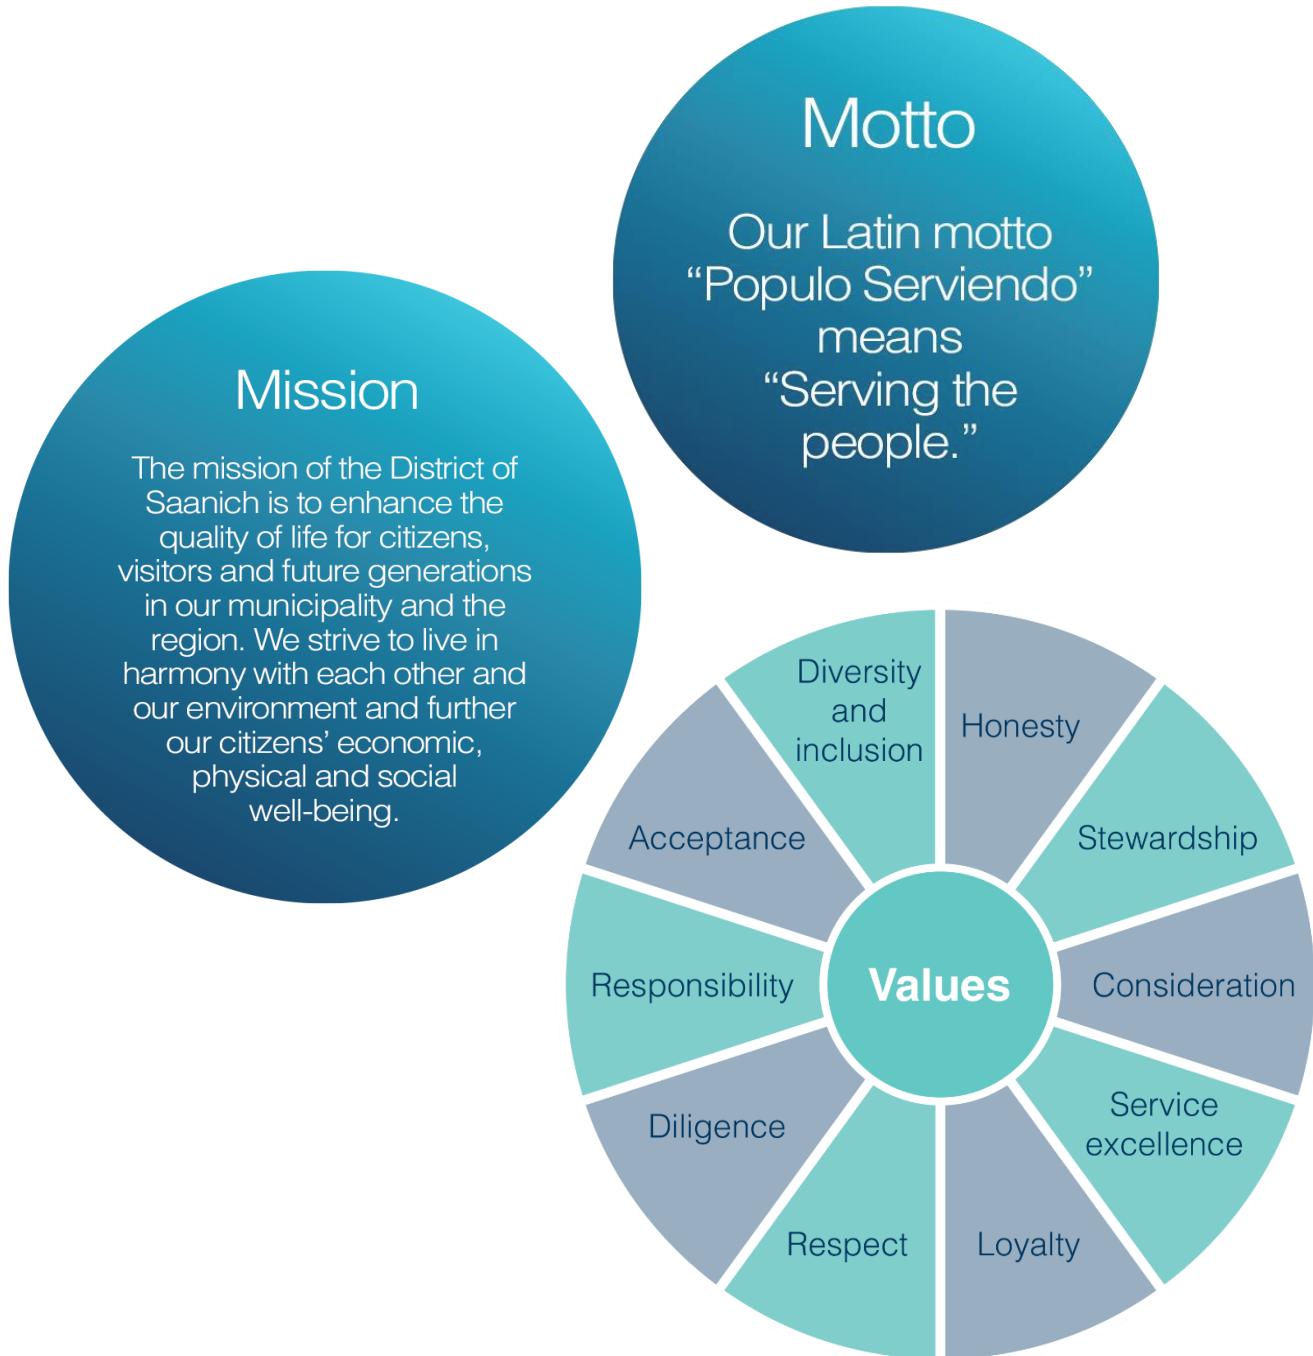 Motto
Our Latin motto
“Populo Serviendo”
means
“Serving the
people.”
Mission
The mission of the District of
Saanich is to enhance the
quality of life for citizens,
visitors and future generations
in our municipality and the
region. We strive to live in
harmony with each other and
our environment and further
our citizens’ economic,
physical and social
well-being.
Values
Honesty
Stewardship
Consideration
Service
excellence
Loyalty
Respect
Diligence
Responsibility
Acceptance
Diversity
and
inclusion